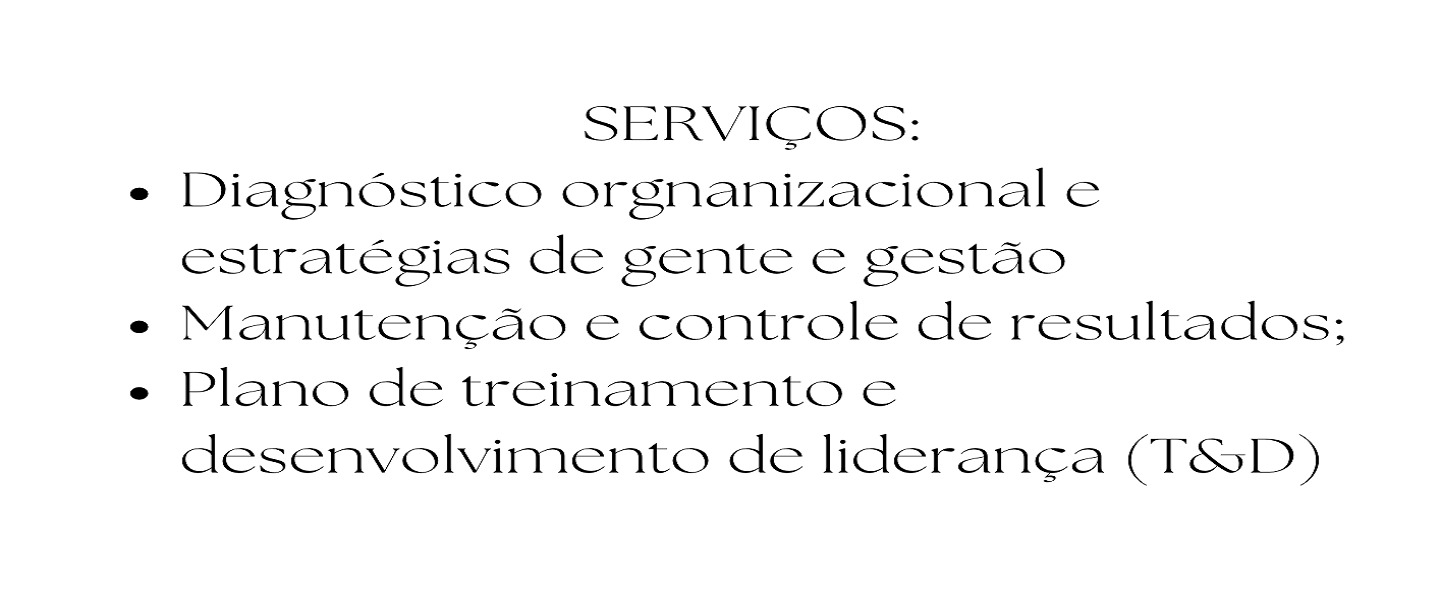 SERVIÇOS:
• Diagnóstico orgnanizacional e
estratégias de gente e gestão
• Manutenção e controle de resultados;
• Plano de treinamento e
desenvolvimento de liderança (T&D)